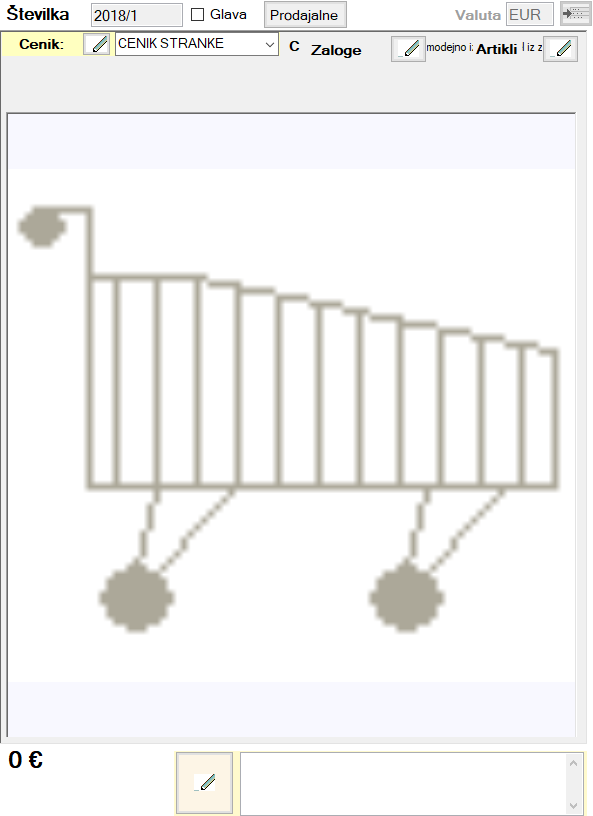 Številka 2018/1 Glava Prodajalne Valuta EUR
Cenik: CENIK STRANKE C Zaloge modejno i: Artikli l iz z
0 €